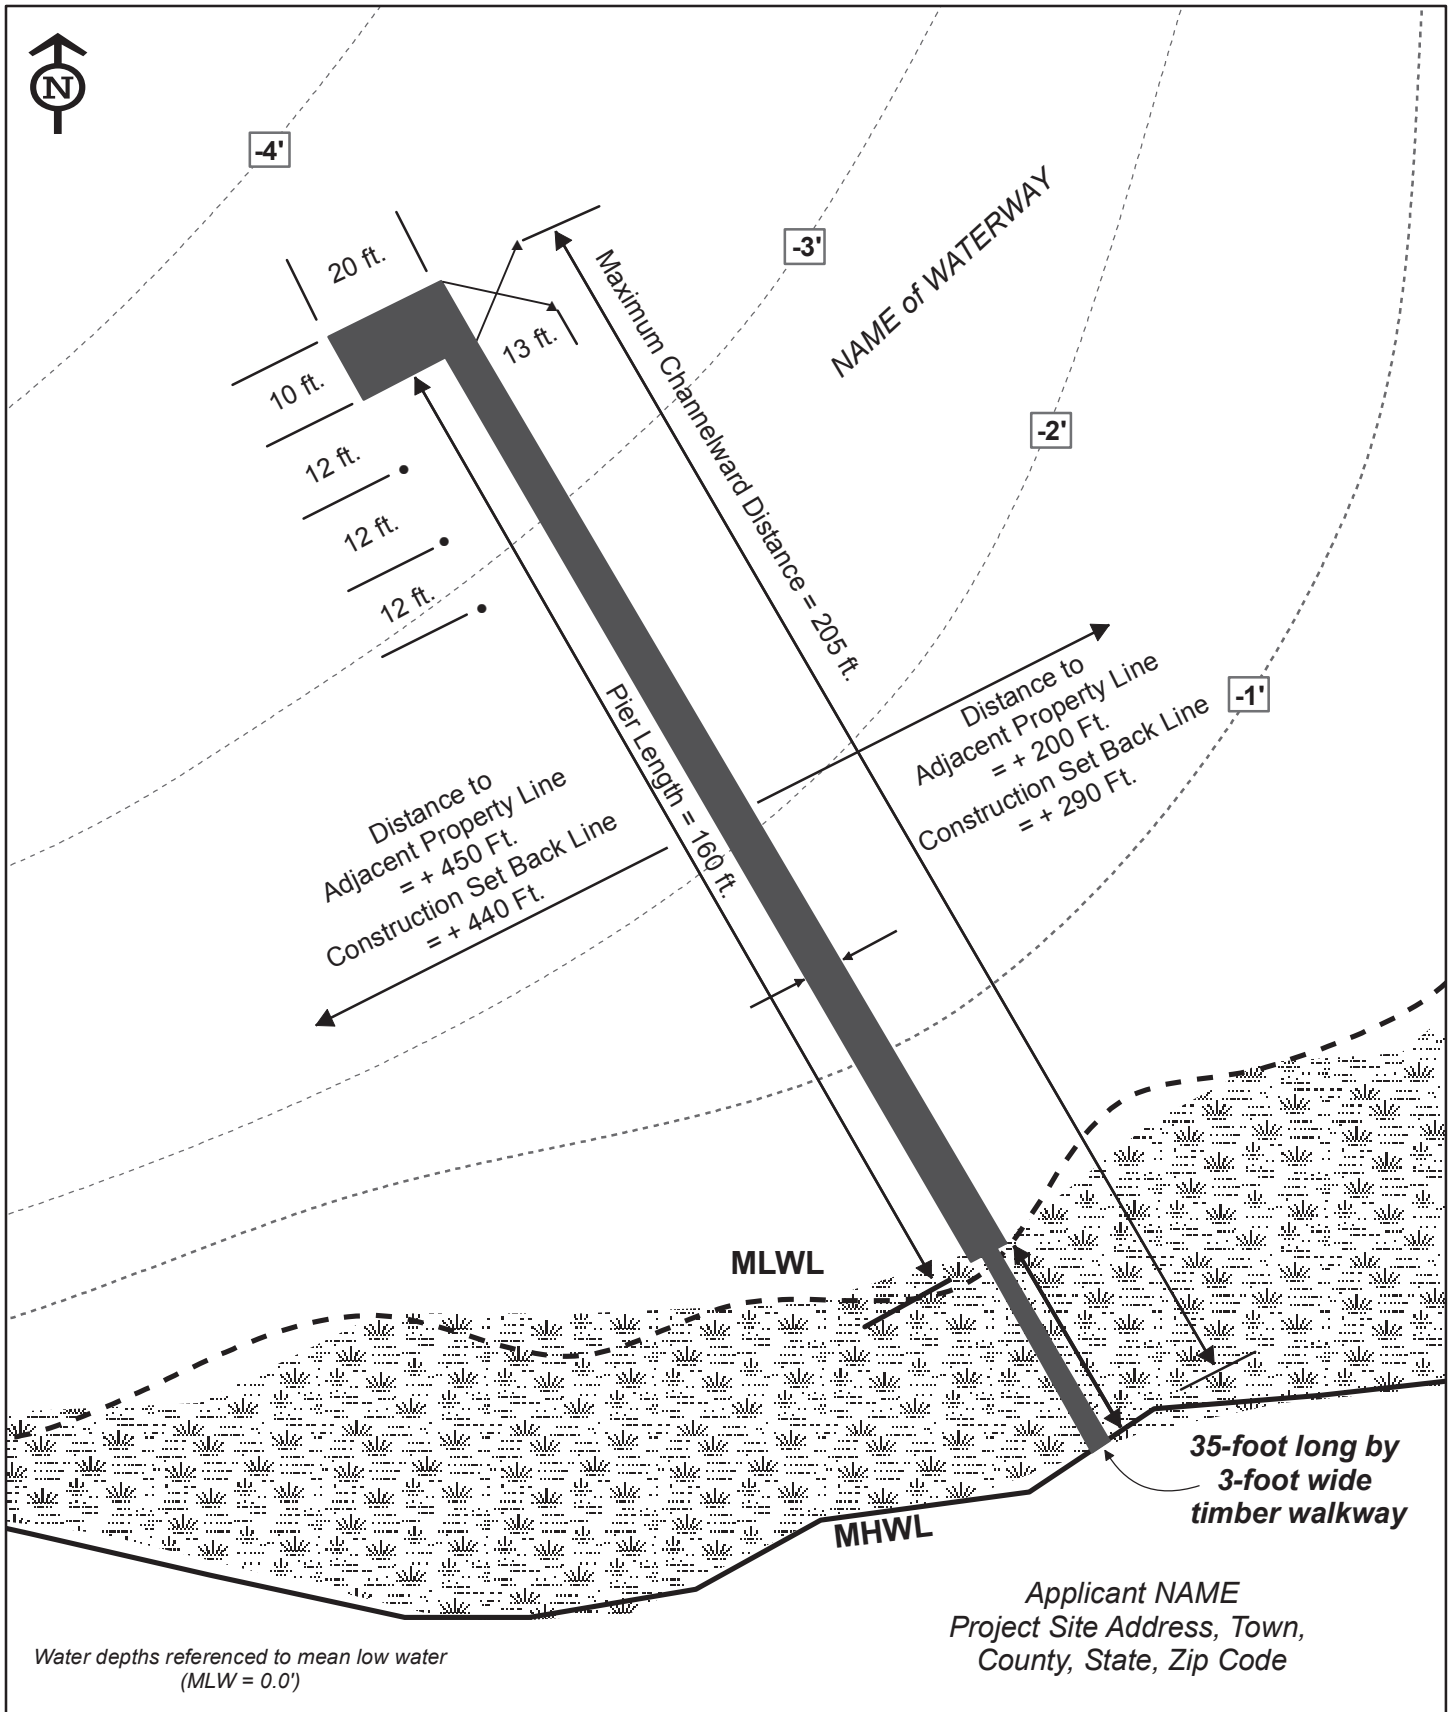 N
-4'
-3'
NAME of WATERWAY
20 ft.
13 ft.
10 ft.
Maximum Channelward Distance = 205 ft.
-2'
12 ft.
12 ft.
12 ft.
-1'
Distance to
Adjacent Property Line
= + 200 Ft.
Construction Set Back Line
= + 290 Ft.
Pier Length = 160 ft.
Distance to
Adjacent Property Line
= + 450 Ft.
Construction Set Back Line
= + 440 Ft.
MLWL
35-foot long by
3-foot wide
timber walkway
MHWL
Applicant NAME
Project Site Address, Town,
County, State, Zip Code
Water depths referenced to mean low water
(MLW = 0.0')